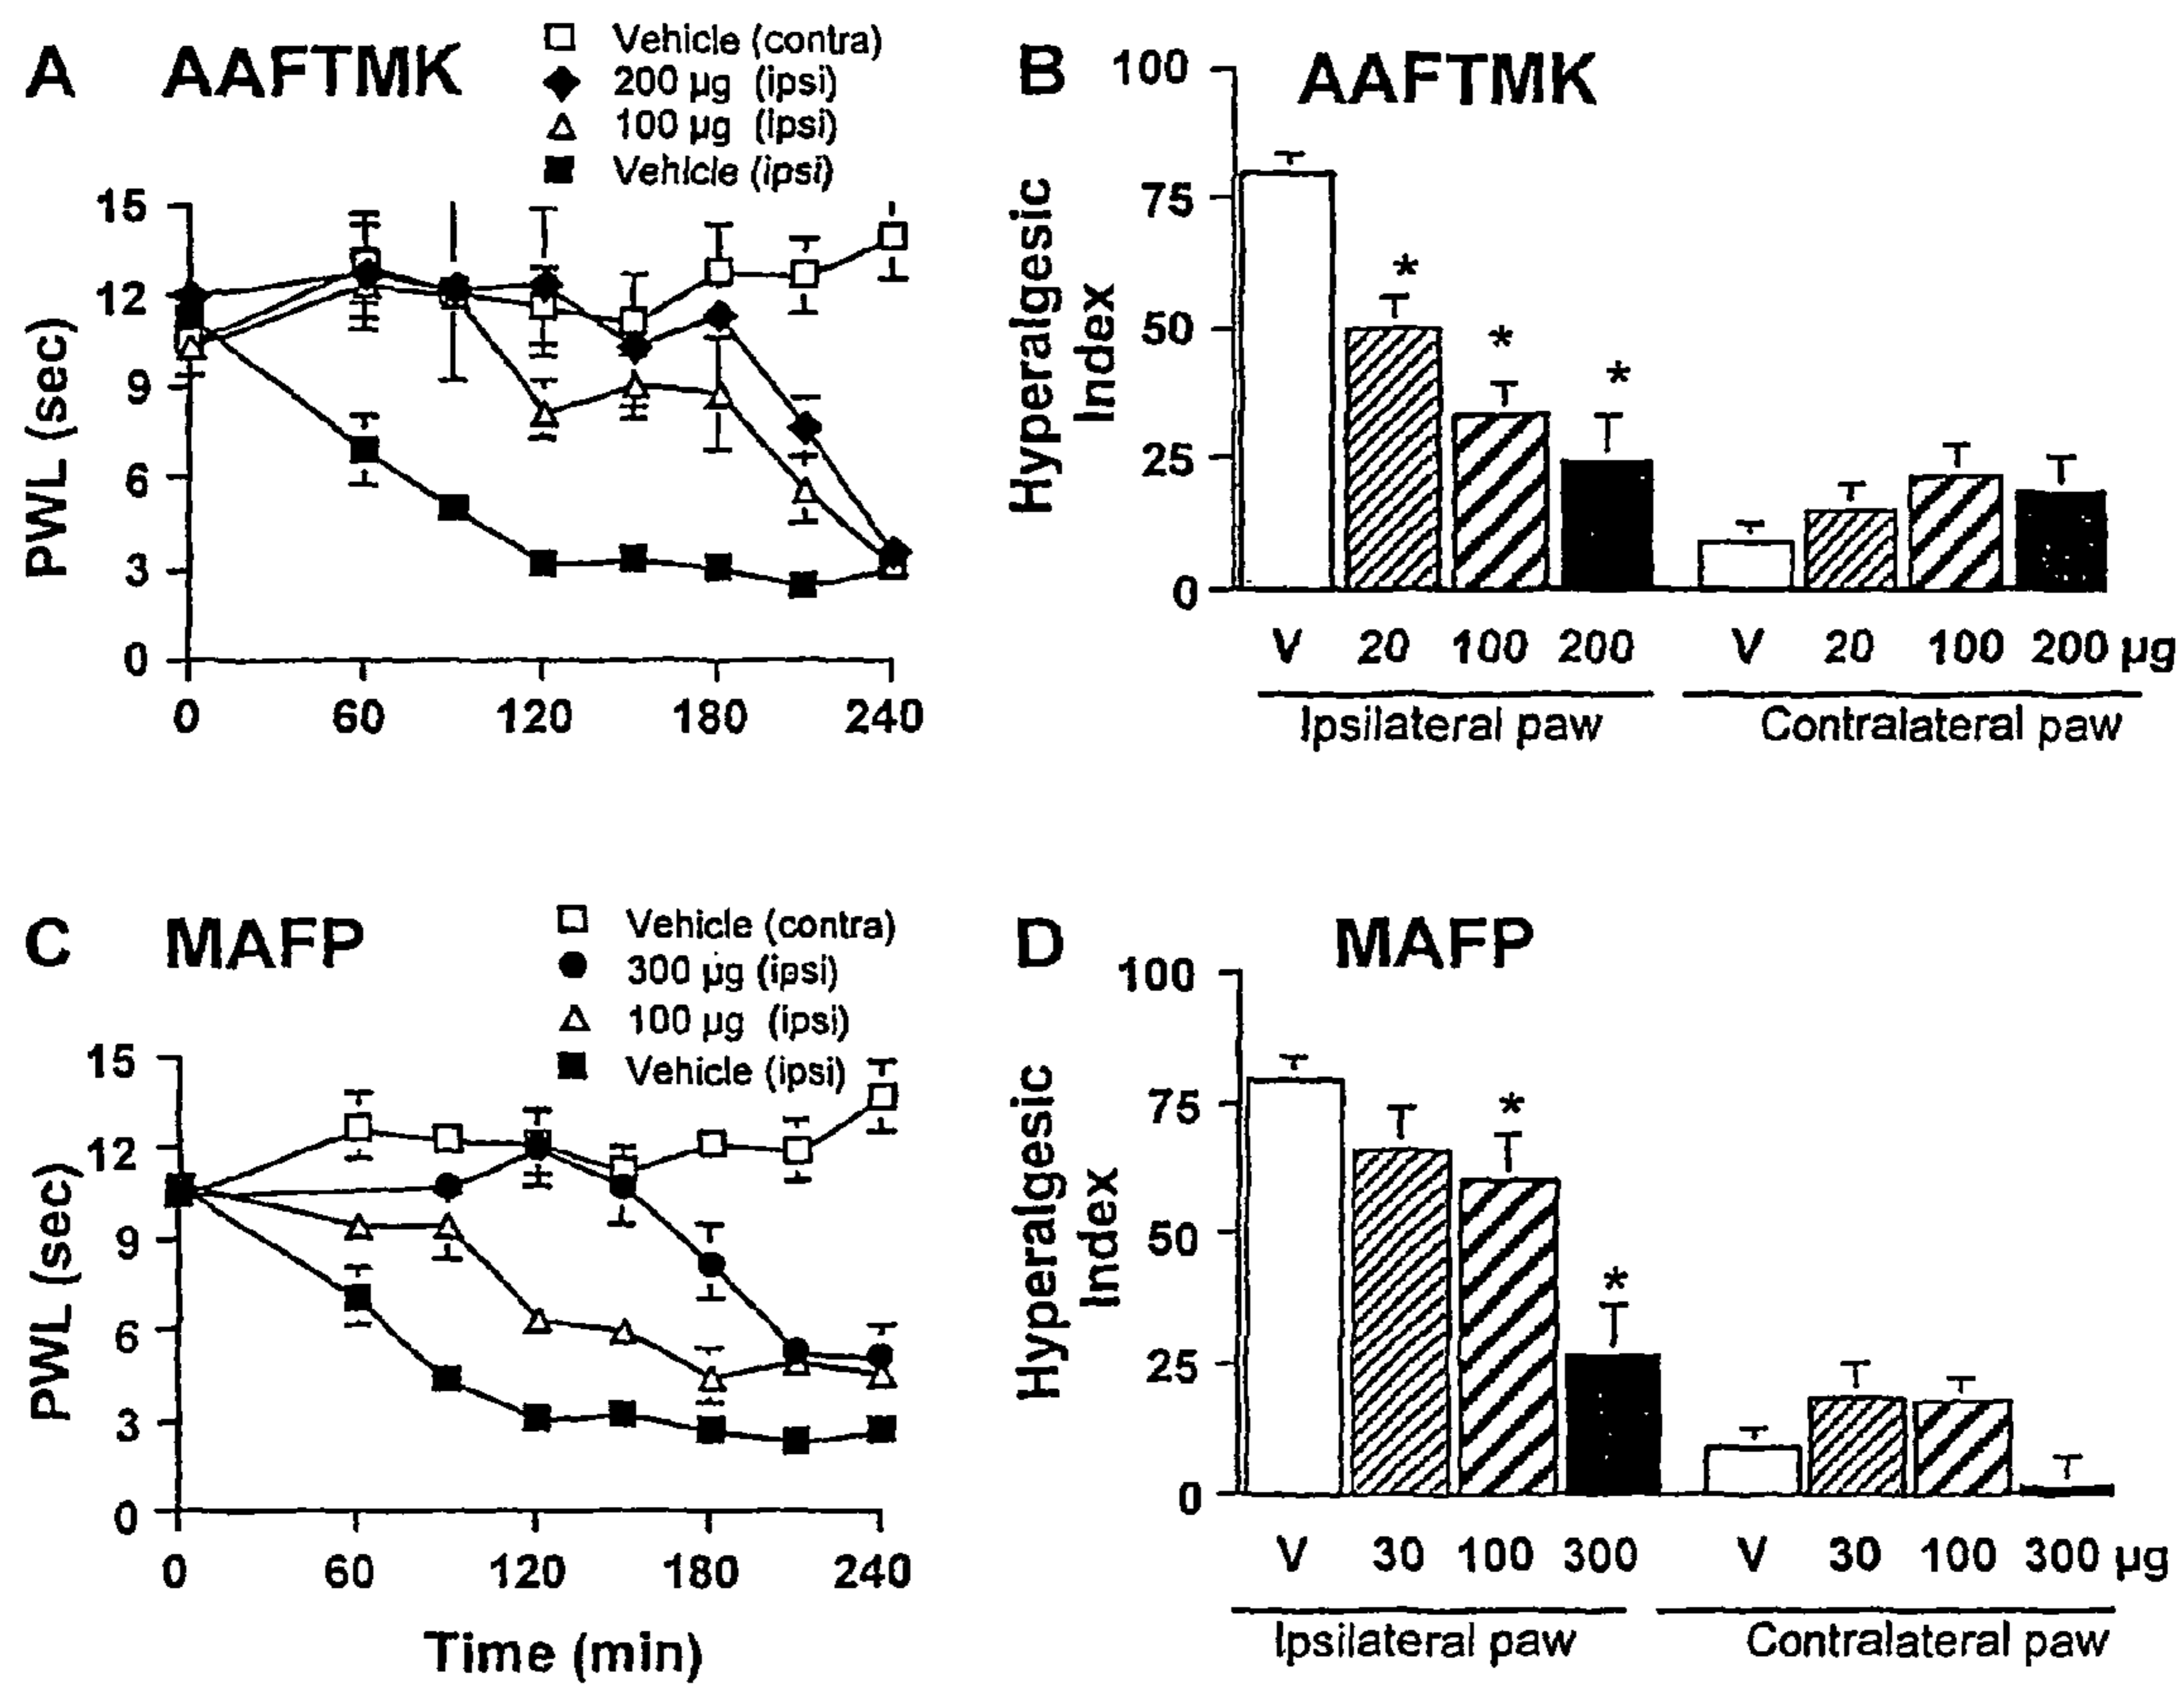 A AAFTMK
Vehicle (contra)
200 µg (ipsi)
100 µg (ipsi)
Vehicle (ipsi)
PWL (sec)
15
12
9
6
3
0
0 60 120 180 240
B AAFTMK
Hyperalgesic
Index
100
75
50
25
0
*
*
*
V 20 100 200 V 20 100 200 µg
Ipsilateral paw Contralateral paw
C MAFP
Vehicle (contra)
300 µg (ipsi)
100 µg (ipsi)
Vehicle (ipsi)
PWL (sec)
15
12
9
6
3
0
0 60 120 180 240
Time (min)
D MAFP
Hyperalgesic
Index
100
75
50
25
0
*
*
V 30 100 300 V 30 100 300 µg
Ipsilateral paw Contralateral paw